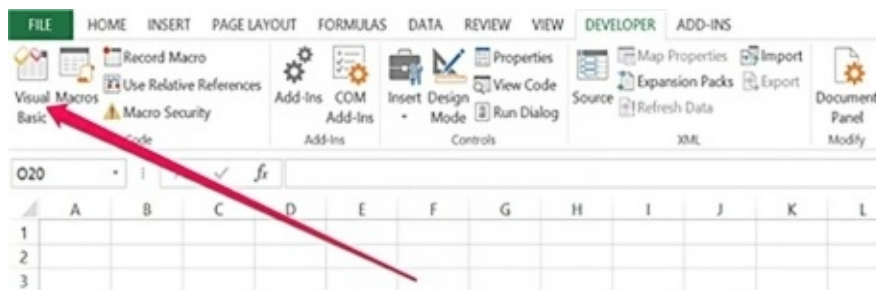 FILE HOME INSERT PAGE LAYOUT FORMULAS DATA REVIEW VIEW DEVELOPER ADD-INS
Visual Basic
Macros
Record Macro
Use Relative References
Macro Security
Code
Add-Ins
COM Add-Ins
Add-Ins
Insert
Design Mode
Properties
View Code
Run Dialog
Controls
Source
Map Properties
Expansion Packs
Refresh Data
Import
Export
XML
Document Panel
Modify
O20
fx
A B C D E F G H I J K L
1
2
3